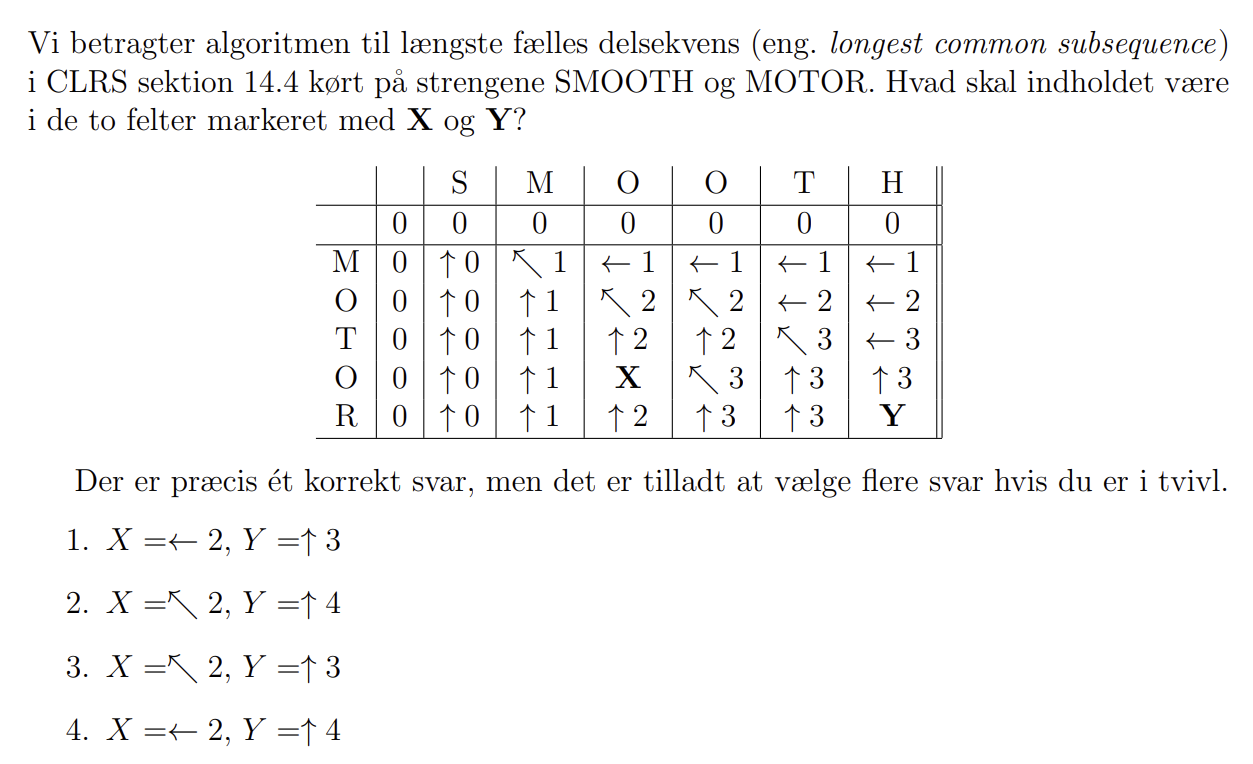 Vi betragter algoritmen til længste fælles delsekvens (eng. longest common subsequence)
i CLRS sektion 14.4 kørt på strengene SMOOTH og MOTOR. Hvad skal indholdet være
i de to felter markeret med X og Y?
S M O O T H
0 0 0 0 0 0 0
M 0 ↑ 0 ↖ 1 ← 1 ← 1 ← 1 ← 1
O 0 ↑ 0 ↑ 1 ↖ 2 ↖ 2 ← 2 ← 2
T 0 ↑ 0 ↑ 1 ↑ 2 ↑ 2 ↖ 3 ← 3
O 0 ↑ 0 ↑ 1 X ↖ 3 ↑ 3 ↑ 3
R 0 ↑ 0 ↑ 1 ↑ 2 ↑ 3 ↑ 3 Y
Der er præcis ét korrekt svar, men det er tilladt at vælge flere svar hvis du er i tvivl.
1. X =← 2, Y =↑ 3
2. X =↖ 2, Y =↑ 4
3. X =↖ 2, Y =↑ 3
4. X =← 2, Y =↑ 4